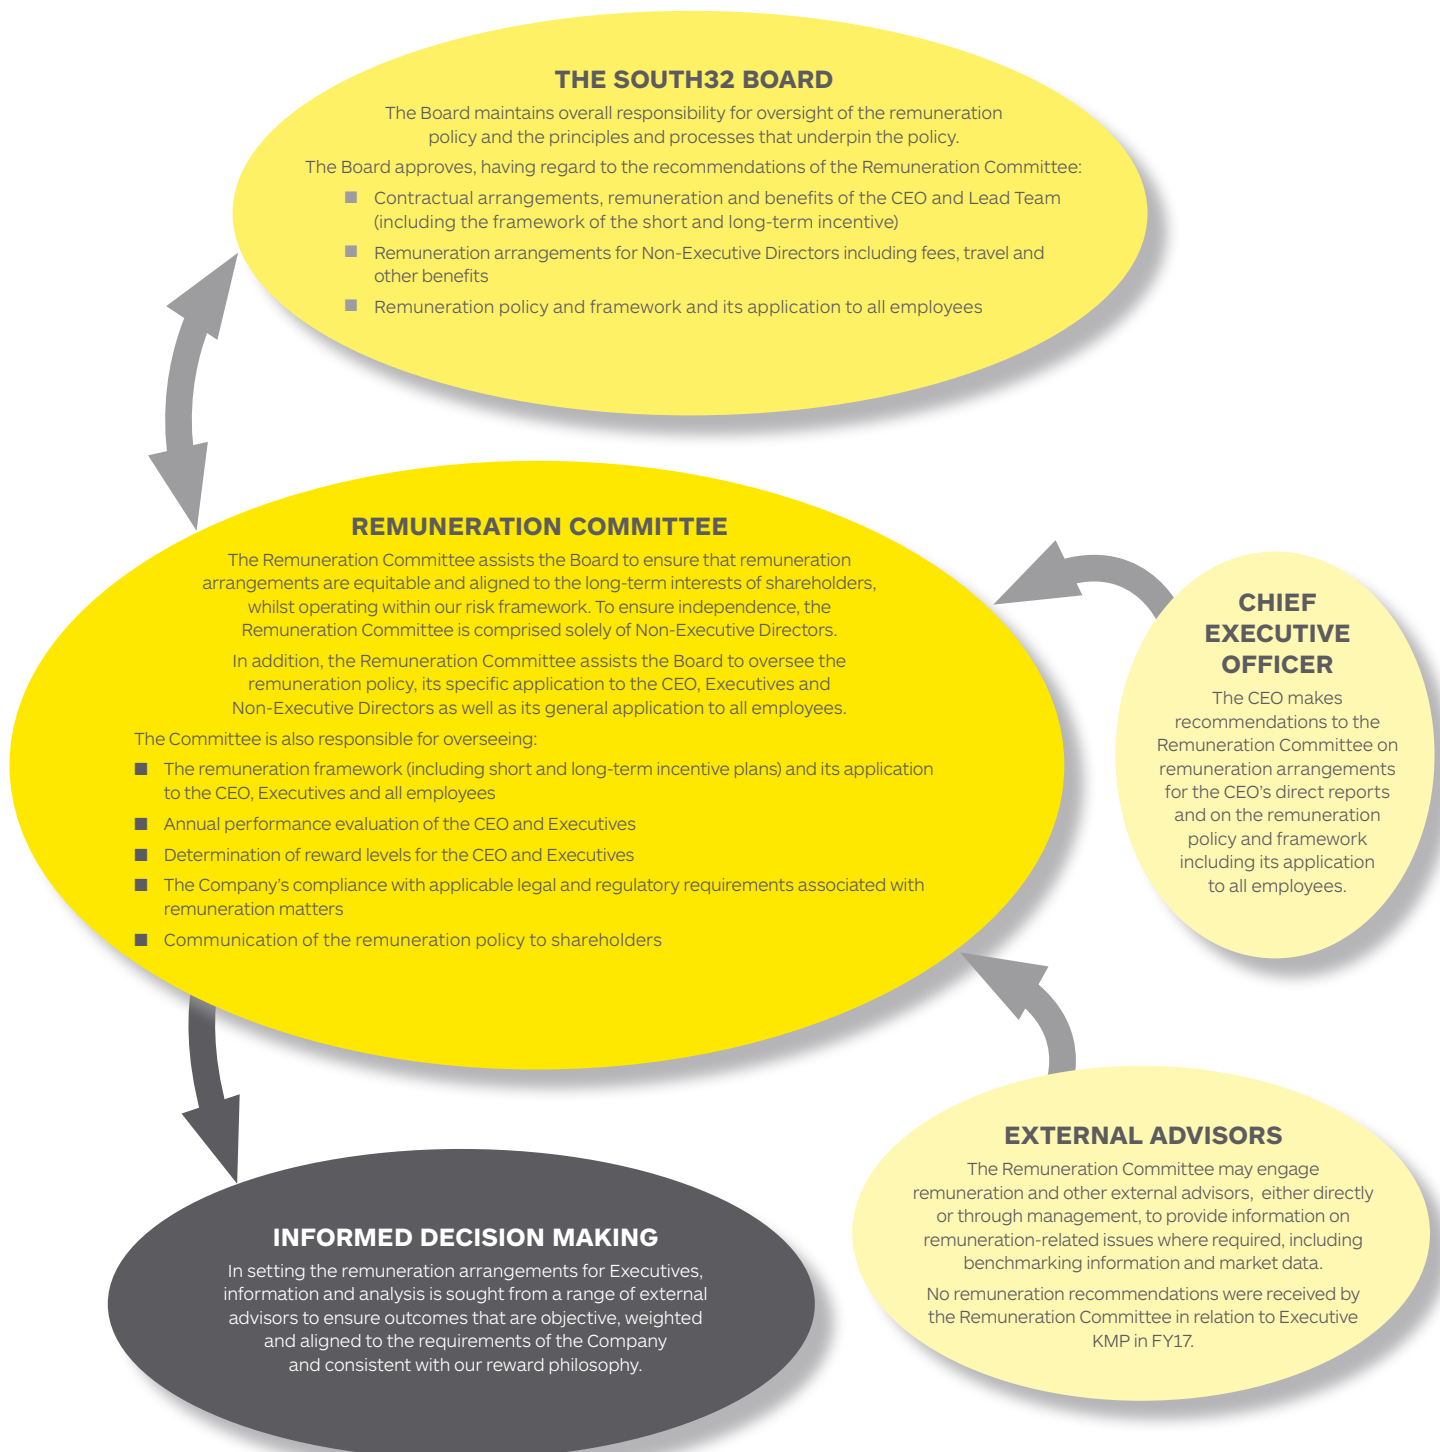 THE SOUTH32 BOARD
The Board maintains overall responsibility for oversight of the remuneration
policy and the principles and processes that underpin the policy.
The Board approves, having regard to the recommendations of the Remuneration Committee:
■ Contractual arrangements, remuneration and benefits of the CEO and Lead Team
(including the framework of the short and long-term incentive)
■ Remuneration arrangements for Non-Executive Directors including fees, travel and
other benefits
■ Remuneration policy and framework and its application to all employees
REMUNERATION COMMITTEE
The Remuneration Committee assists the Board to ensure that remuneration
arrangements are equitable and aligned to the long-term interests of shareholders,
whilst operating within our risk framework. To ensure independence, the
Remuneration Committee is comprised solely of Non-Executive Directors.
In addition, the Remuneration Committee assists the Board to oversee the
remuneration policy, its specific application to the CEO, Executives and
Non-Executive Directors as well as its general application to all employees.
The Committee is also responsible for overseeing:
■ The remuneration framework (including short and long-term incentive plans) and its application
to the CEO, Executives and all employees
■ Annual performance evaluation of the CEO and Executives
■ Determination of reward levels for the CEO and Executives
■ The Company's compliance with applicable legal and regulatory requirements associated with
remuneration matters
■ Communication of the remuneration policy to shareholders
CHIEF
EXECUTIVE
OFFICER
The CEO makes
recommendations to the
Remuneration Committee on
remuneration arrangements
for the CEO's direct reports
and on the remuneration
policy and framework
including its application
to all employees.
EXTERNAL ADVISORS
The Remuneration Committee may engage
remuneration and other external advisors, either directly
or through management, to provide information on
remuneration-related issues where required, including
benchmarking information and market data.
No remuneration recommendations were received by
the Remuneration Committee in relation to Executive
KMP in FY17.
INFORMED DECISION MAKING
In setting the remuneration arrangements for Executives,
information and analysis is sought from a range of external
advisors to ensure outcomes that are objective, weighted
and aligned to the requirements of the Company
and consistent with our reward philosophy.